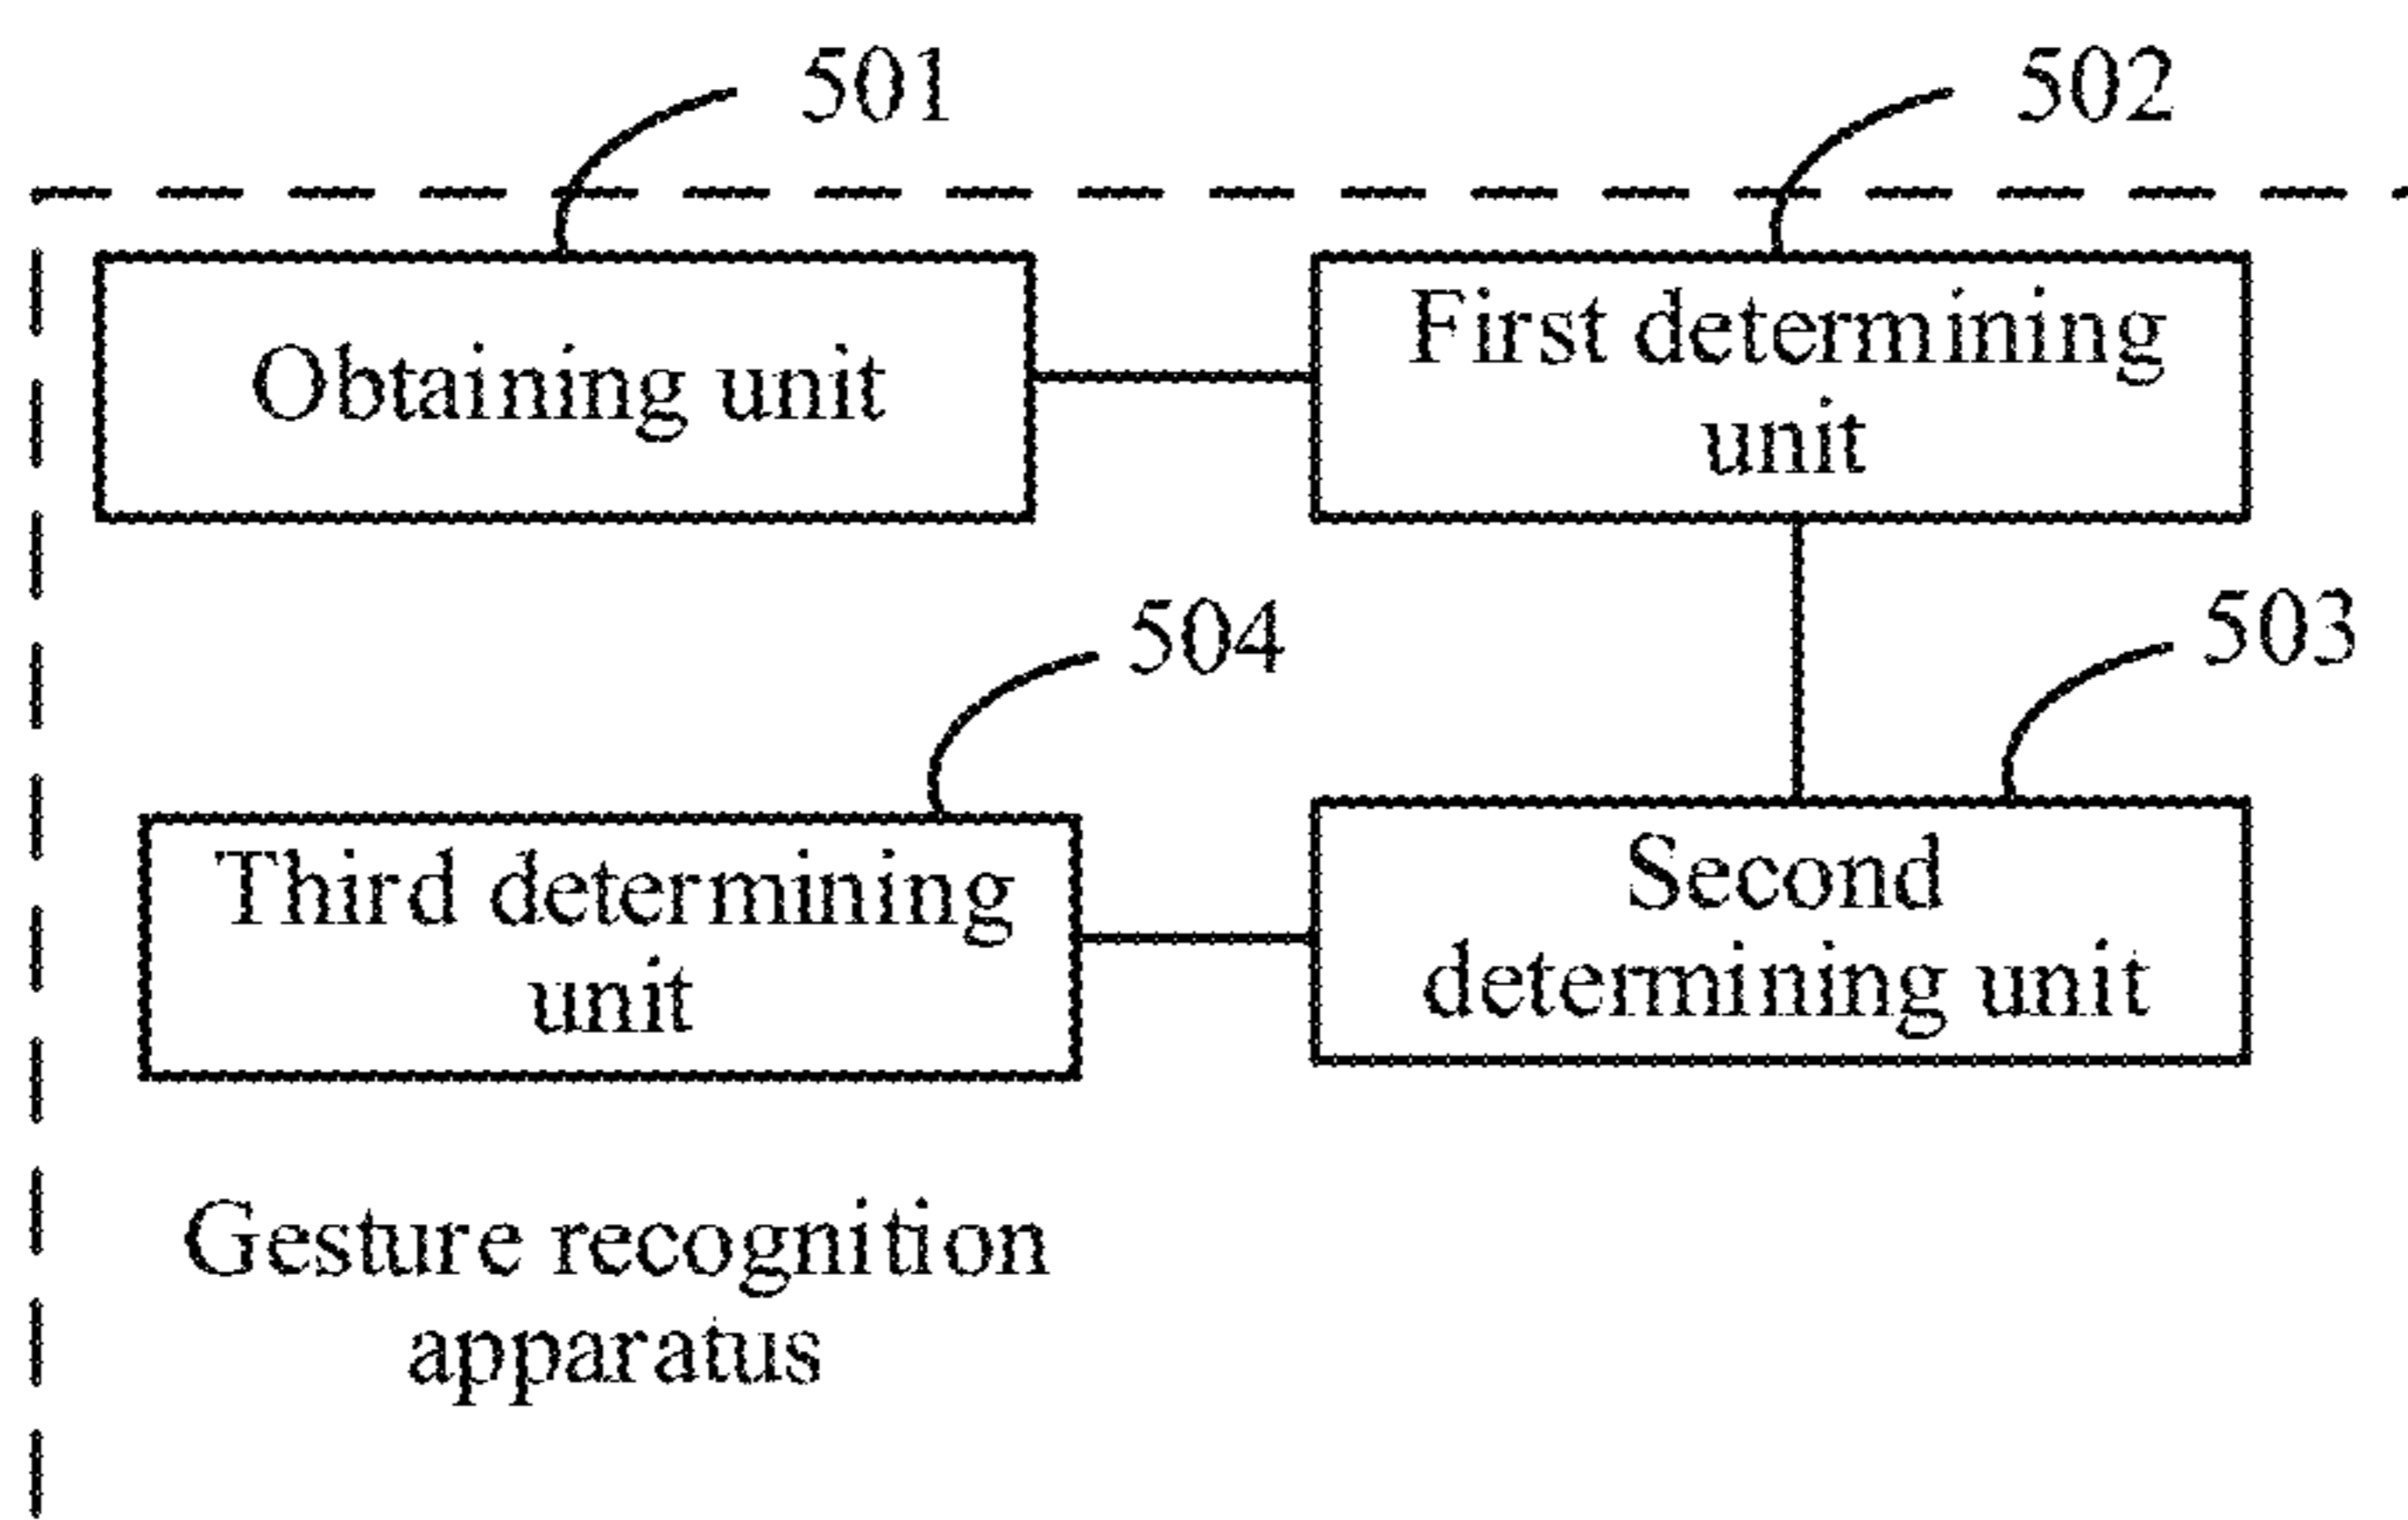 501
502
Obtaining unit
First determining
unit
504
503
Third determining
unit
Second
determining unit
Gesture recognition
apparatus